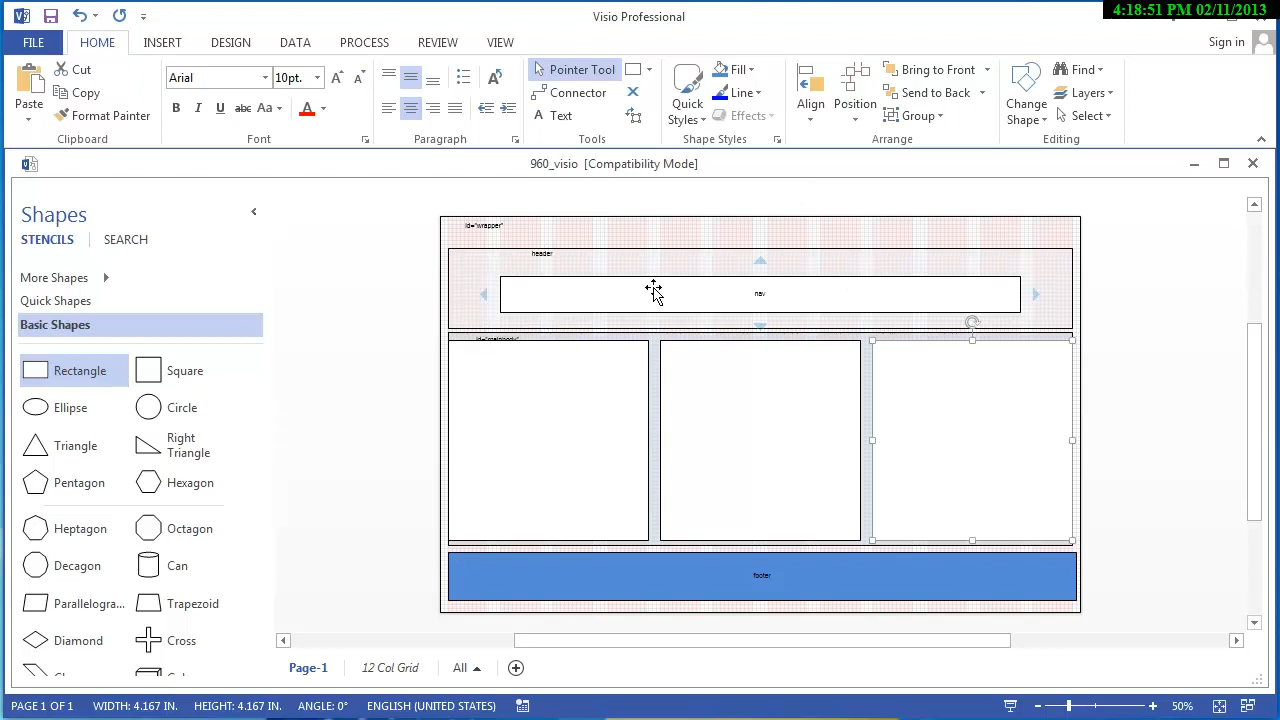 4:18:51 PM 02/11/2013
Visio Professional
FILE HOME INSERT DESIGN DATA PROCESS REVIEW VIEW
Sign in
Paste
Cut
Copy
Format Painter
Clipboard
Arial 10pt.
Font
Paragraph
Pointer Tool
Connector
Text
Tools
Quick Styles
Fill
Line
Effects
Shape Styles
Align
Position
Bring to Front
Send to Back
Group
Arrange
Change Shape
Find
Layers
Select
Editing
960_visio [Compatibility Mode]
Shapes
STENCILS SEARCH
More Shapes
Quick Shapes
Basic Shapes
Rectangle Square
Ellipse Circle
Triangle Right Triangle
Pentagon Hexagon
Heptagon Octagon
Decagon Can
Parallelogra... Trapezoid
Diamond Cross
id="wrapper"
header
nav
footer
Page-1 12 Col Grid All
PAGE 1 OF 1 WIDTH: 4.167 IN. HEIGHT: 4.167 IN. ANGLE: 0° ENGLISH (UNITED STATES)
50%